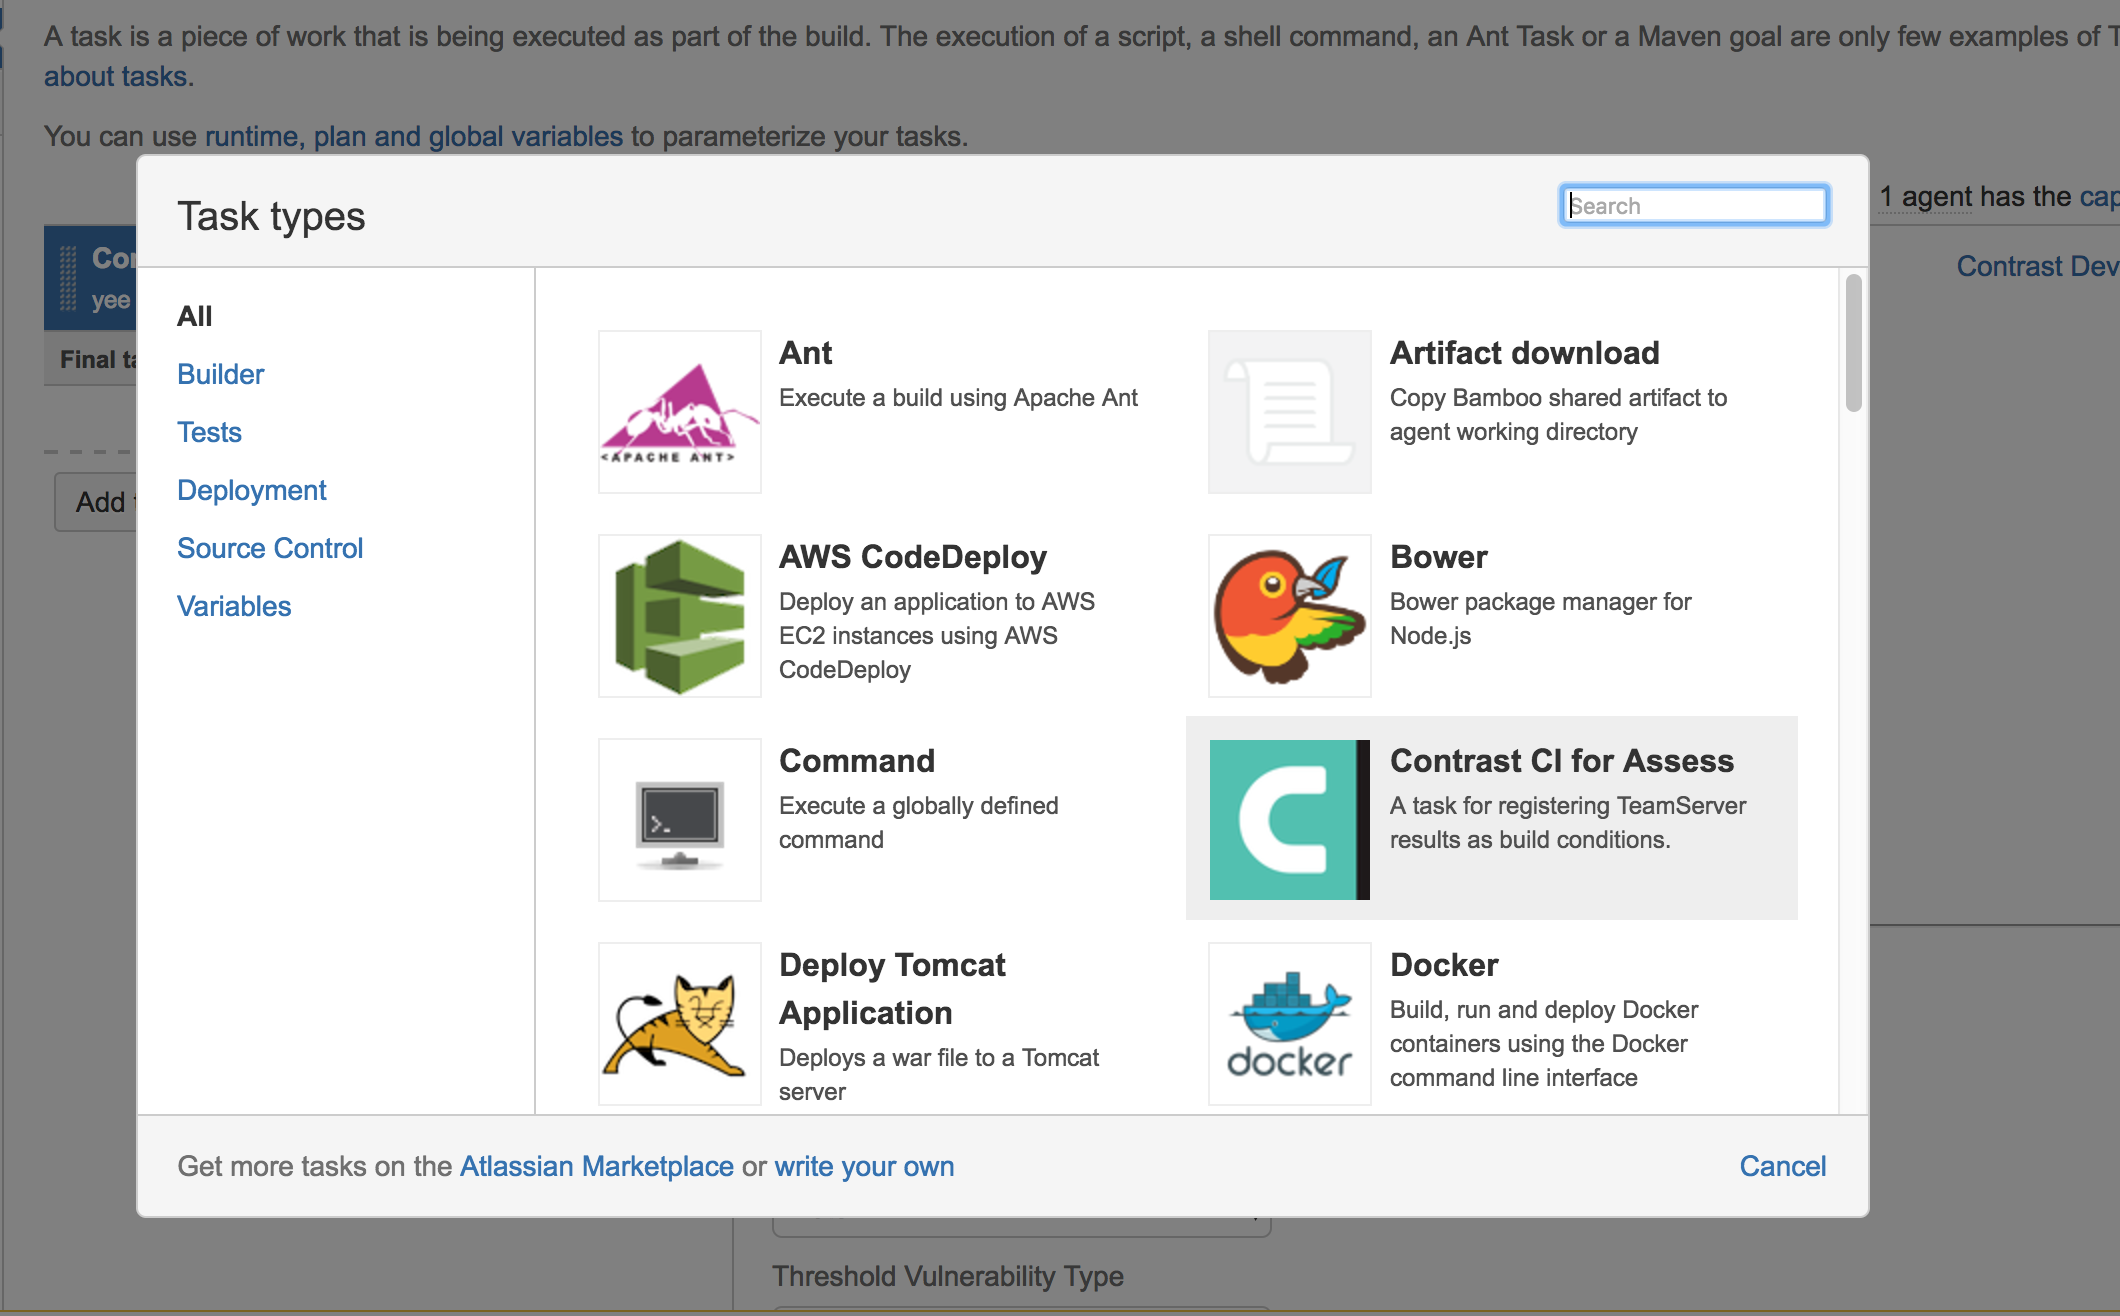 A task is a piece of work that is being executed as part of the build. The execution of a script, a shell command, an Ant Task or a Maven goal are only few examples of
about tasks.
You can use runtime, plan and global variables to parameterize your tasks.
Task types
Search
1 agent has the
Contrast Dev
yee
Final
Add
All
Builder
Tests
Deployment
Source Control
Variables
Ant
Execute a build using Apache Ant
<APACHE ANT>
Artifact download
Copy Bamboo shared artifact to
agent working directory
AWS CodeDeploy
Deploy an application to AWS
EC2 instances using AWS
CodeDeploy
Bower
Bower package manager for
Node.js
Command
Execute a globally defined
command
>_
Contrast CI for Assess
A task for registering TeamServer
results as build conditions.
C
Deploy Tomcat
Application
Deploys a war file to a Tomcat
server
Docker
Build, run and deploy Docker
containers using the Docker
command line interface
docker
Get more tasks on the Atlassian Marketplace or write your own
Cancel
Threshold Vulnerability Type